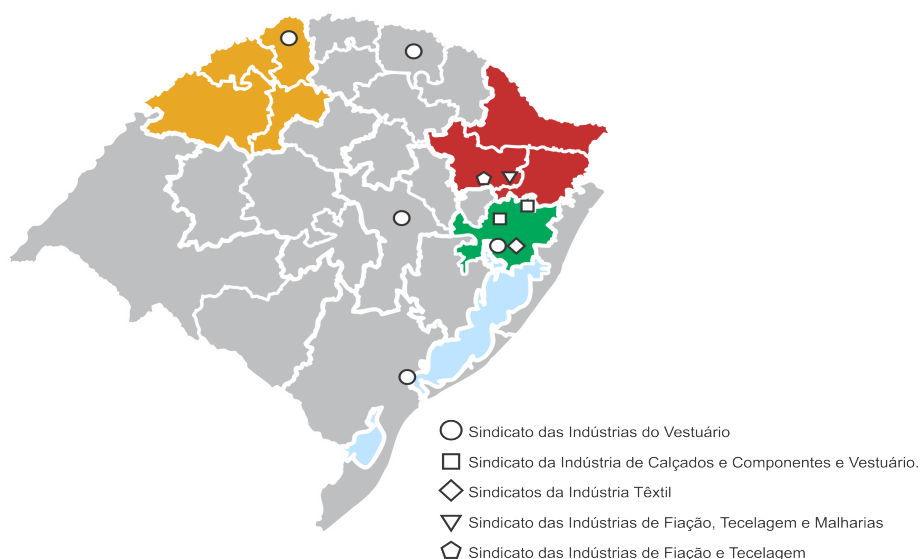 Sindicato das Indústrias do Vestuário
Sindicato da Indústria de Calçados e Componentes e Vestuário.
Sindicatos da Indústria Têxtil
Sindicato das Indústrias de Fiação, Tecelagem e Malharias
Sindicato das Indústrias de Fiação e Tecelagem